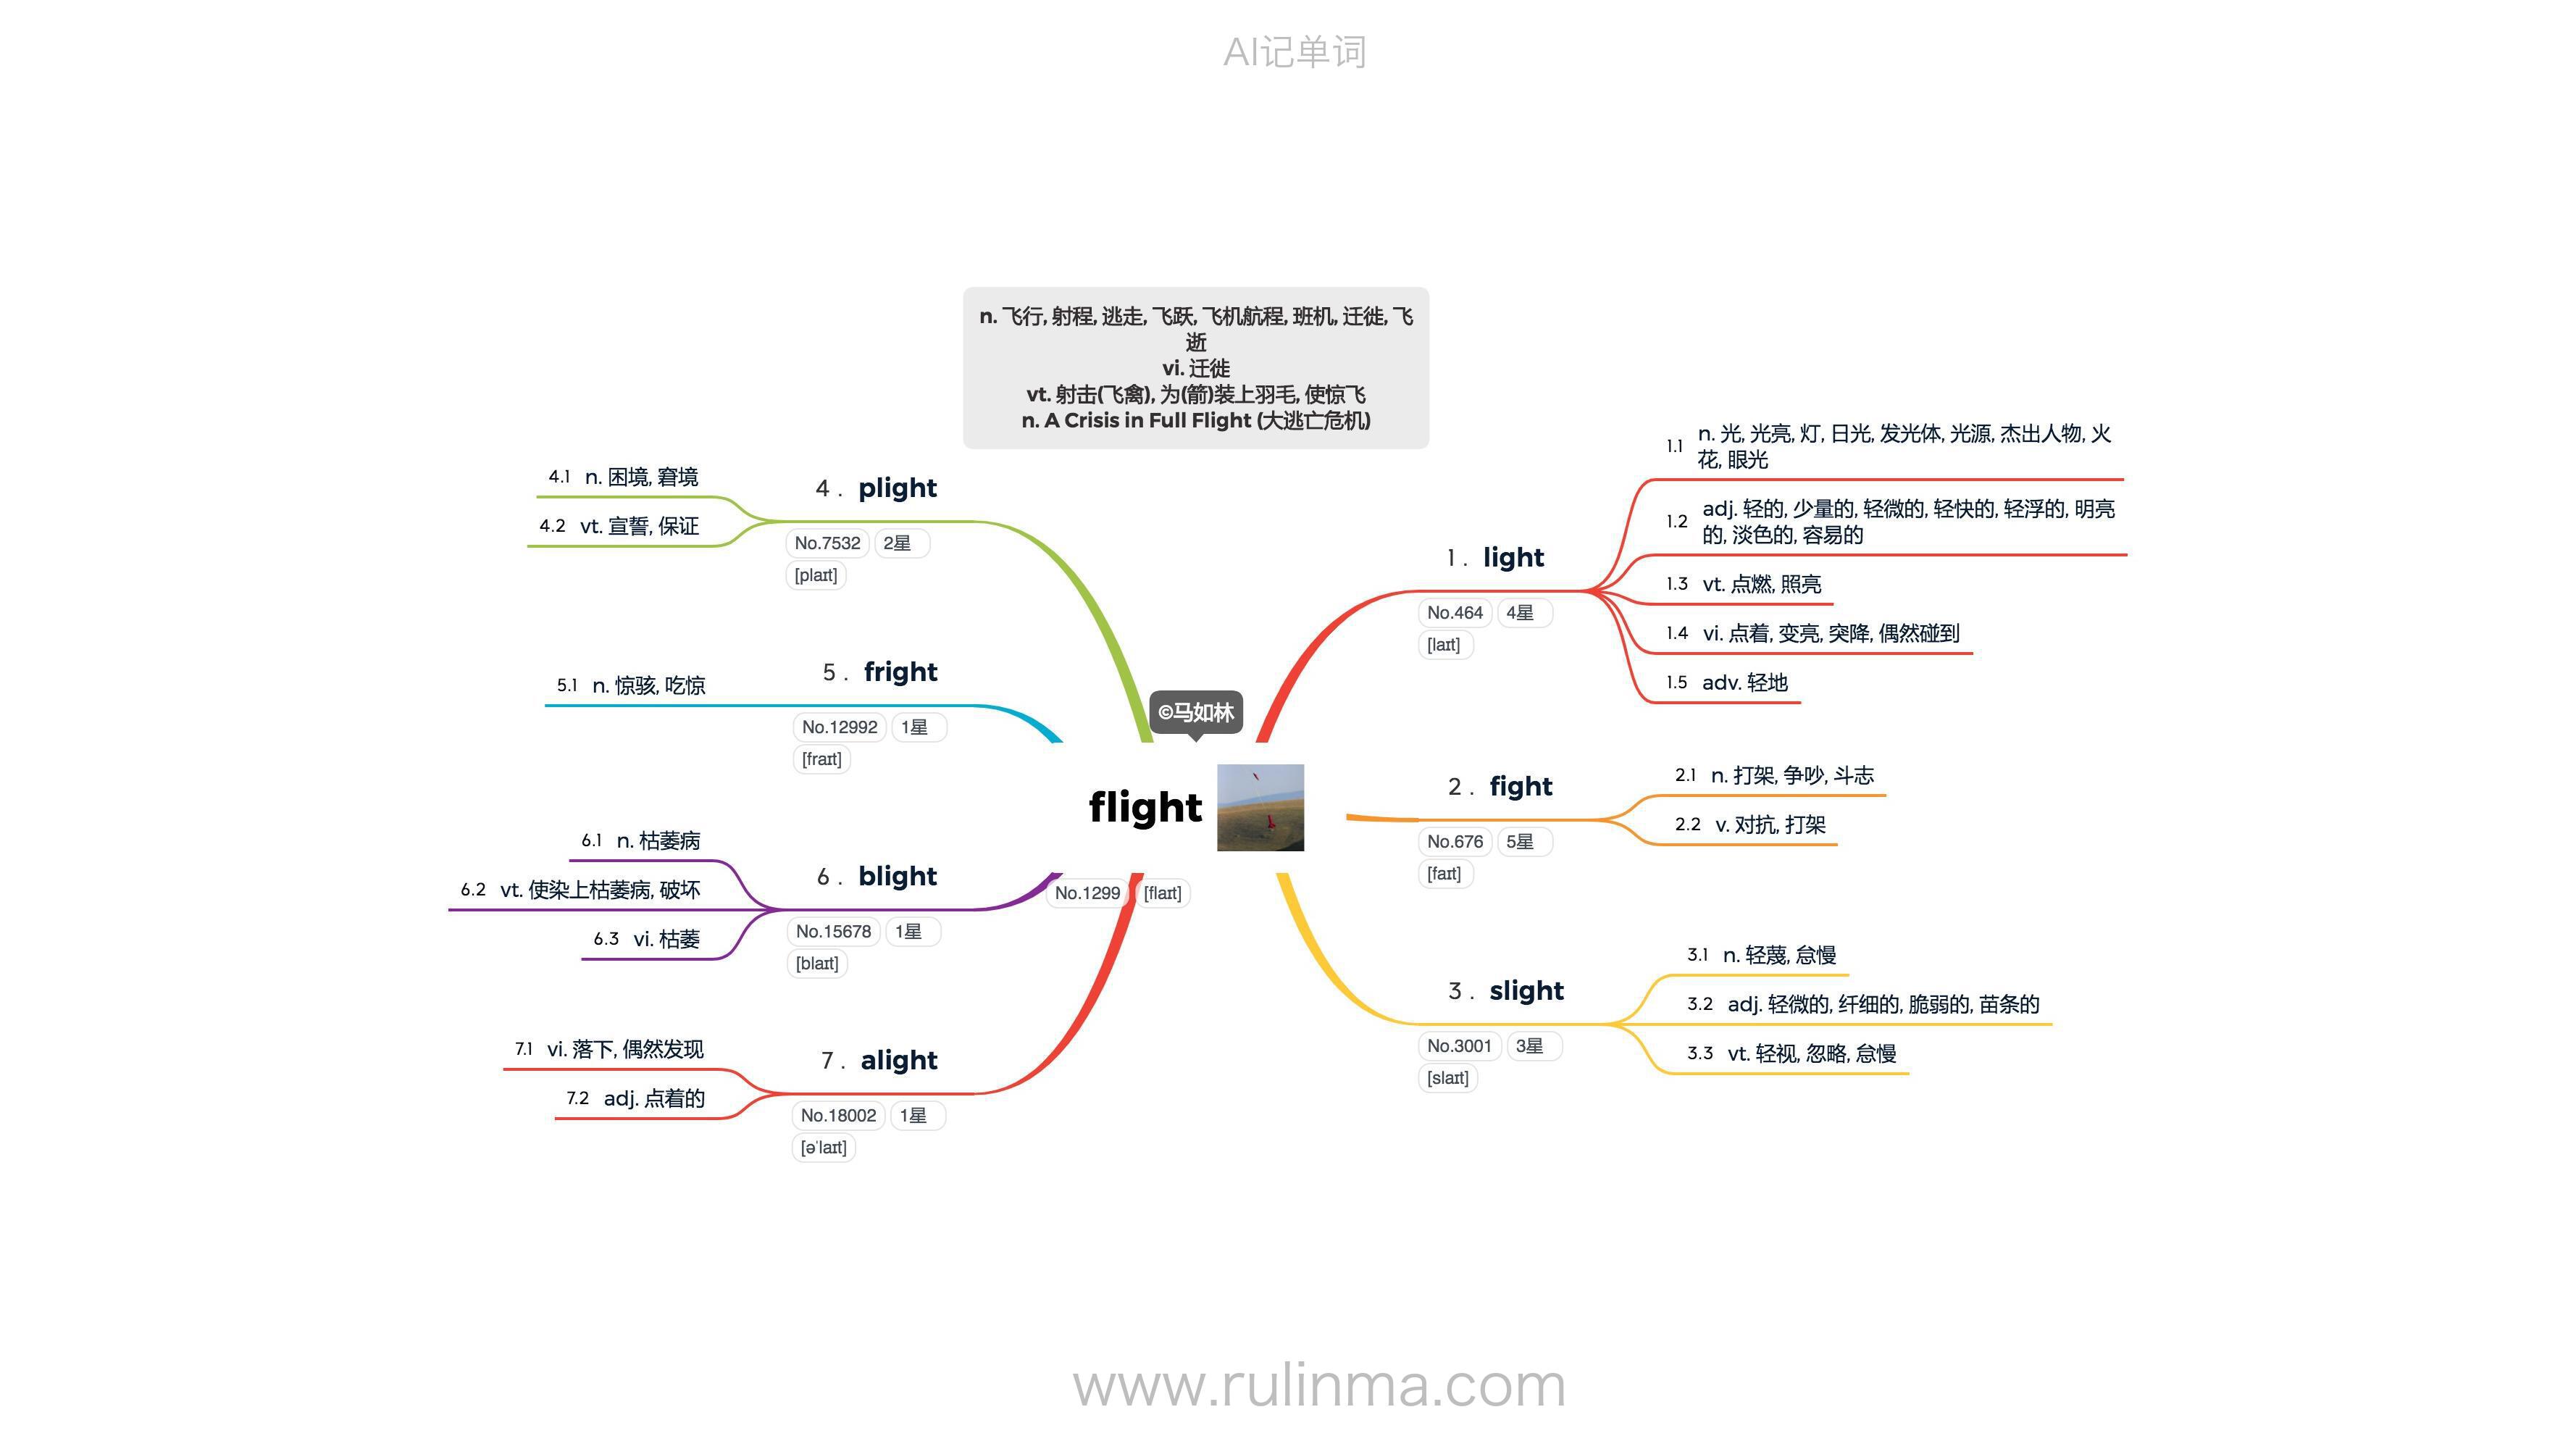 AI记单词
n. 飞行, 射程, 逃走, 飞跃, 飞机航程, 班机, 迁徙, 飞
逝
vi. 迁徙
vt. 射击(飞禽), 为(箭)装上羽毛, 使惊飞
n. A Crisis in Full Flight (大逃亡危机)
©马如林
flight
No.1299 [flaɪt]
1 . light
No.464 4星
[laɪt]
1.1 n. 光, 光亮, 灯, 日光, 发光体, 光源, 杰出人物, 火
花, 眼光
1.2 adj. 轻的, 少量的, 轻微的, 轻快的, 轻浮的, 明亮
的, 淡色的, 容易的
1.3 vt. 点燃, 照亮
1.4 vi. 点着, 变亮, 突降, 偶然碰到
1.5 adv. 轻地
2 . fight
No.676 5星
[faɪt]
2.1 n. 打架, 争吵, 斗志
2.2 v. 对抗, 打架
3 . slight
No.3001 3星
[slaɪt]
3.1 n. 轻蔑, 怠慢
3.2 adj. 轻微的, 纤细的, 脆弱的, 苗条的
3.3 vt. 轻视, 忽略, 怠慢
4 . plight
No.7532 2星
[plaɪt]
4.1 n. 困境, 窘境
4.2 vt. 宣誓, 保证
5 . fright
No.12992 1星
[fraɪt]
5.1 n. 惊骇, 吃惊
6 . blight
No.15678 1星
[blaɪt]
6.1 n. 枯萎病
6.2 vt. 使染上枯萎病, 破坏
6.3 vi. 枯萎
7 . alight
No.18002 1星
[ə'laɪt]
7.1 vi. 落下, 偶然发现
7.2 adj. 点着的
www.rulinma.com